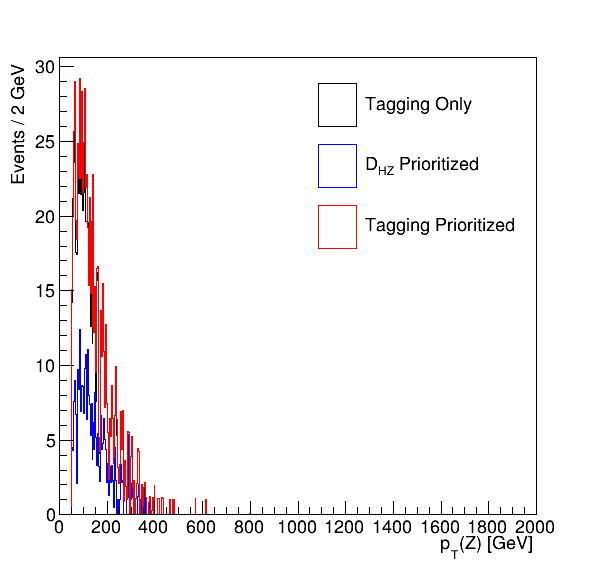 30
25
20
15
10
5
0
Events / 2 GeV
Tagging Only
D_HZ Prioritized
Tagging Prioritized
0 200 400 600 800 1000 1200 1400 1600 1800 2000
p_T(Z) [GeV]